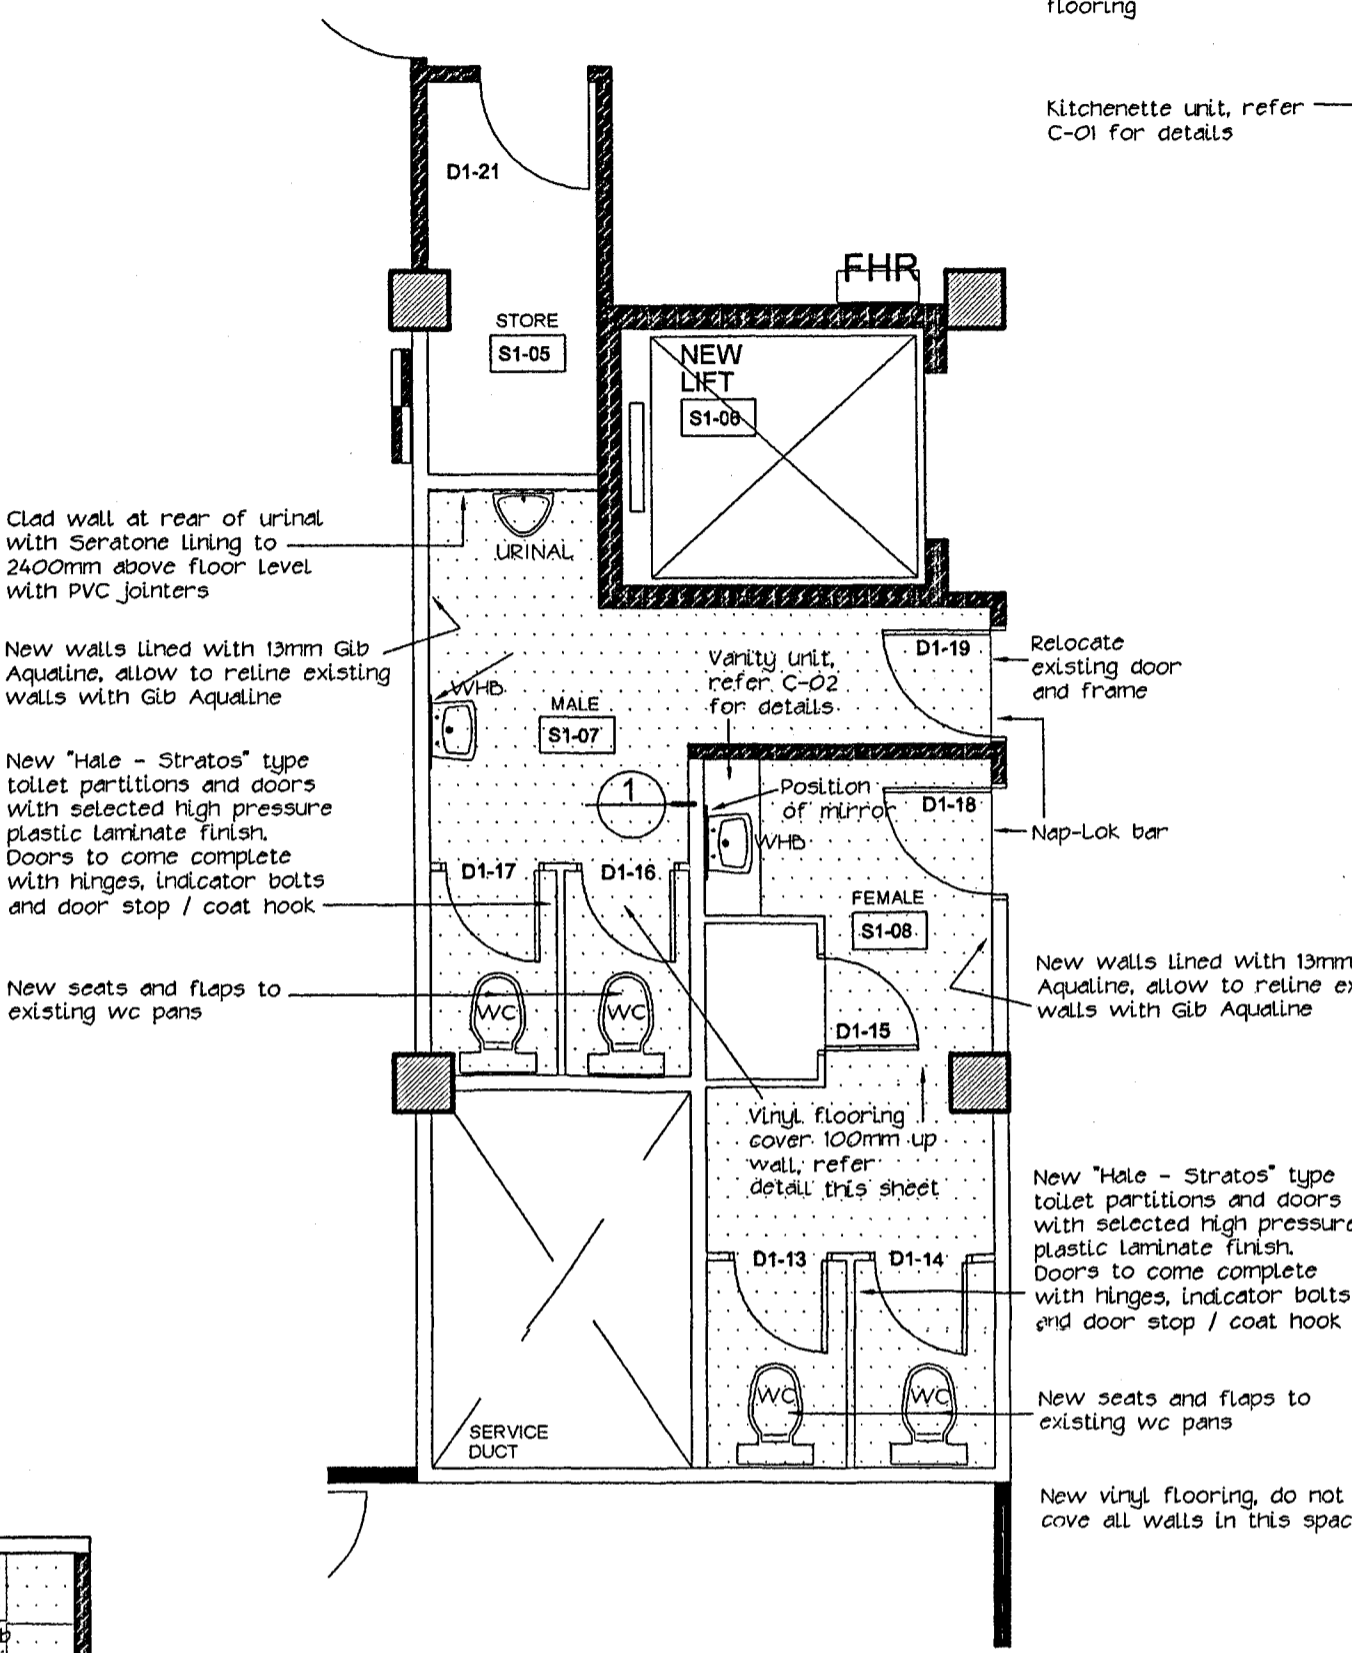 flooring
Kitchenette unit, refer
C-01 for details
D1-21
FHR
STORE
S1-05
NEW
LIFT
S1-06
Clad wall at rear of urinal
with Seratone lining to
2400mm above floor level
with PVC jointers
URINAL
New walls lined with 13mm Gib
Aqualine, allow to reline existing
walls with Gib Aqualine
WHB
MALE
S1-07
Vanity unit,
refer C-02
for details
D1-19
Relocate
existing door
and frame
New "Hale - Stratos" type
toilet partitions and doors
with selected high pressure
plastic laminate finish.
Doors to come complete
with hinges, indicator bolts
and door stop / coat hook
1
Position
of mirror
WHB
D1-18
Nap-Lok bar
D1-17
D1-16
FEMALE
S1-08
New seats and flaps to
existing wc pans
WC
WC
D1-15
New walls lined with 13mm
Aqualine, allow to reline ex
walls with Gib Aqualine
Vinyl flooring
cover 100mm up
wall, refer
detail this sheet
New "Hale - Stratos" type
toilet partitions and doors
with selected high pressure
plastic laminate finish.
Doors to come complete
with hinges, indicator bolts
and door stop / coat hook
D1-13
D1-14
WC
WC
New seats and flaps to
existing wc pans
SERVICE
DUCT
New vinyl flooring, do not
cove all walls in this spac